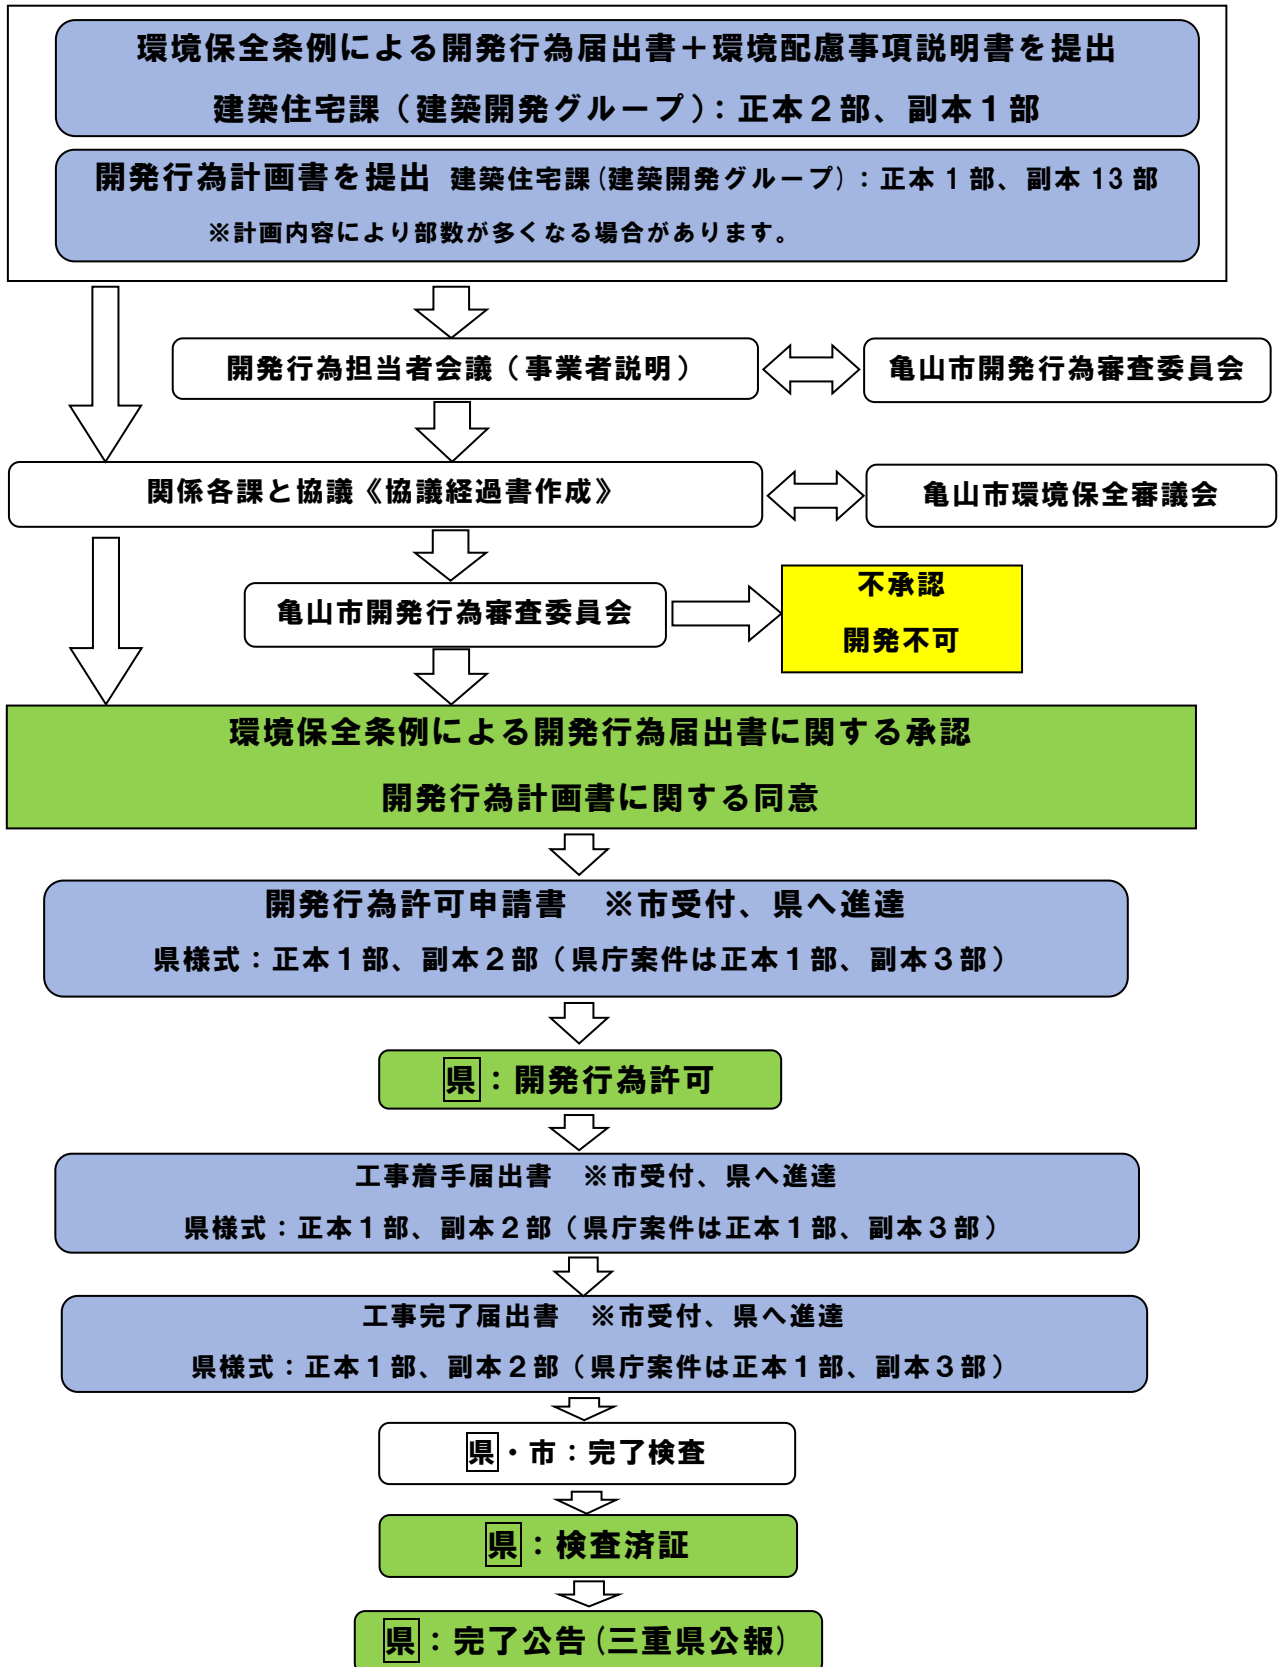 環境保全条例による開発行為届出書＋環境配慮事項説明書を提出
建築住宅課（建築開発グループ）：正本２部、副本１部
開発行為計画書を提出 建築住宅課(建築開発グループ)：正本 1 部、副本 13 部
※計画内容により部数が多くなる場合があります。
開発行為担当者会議（事業者説明）
亀山市開発行為審査委員会
関係各課と協議《協議経過書作成》
亀山市環境保全審議会
亀山市開発行為審査委員会
不承認
開発不可
環境保全条例による開発行為届出書に関する承認
開発行為計画書に関する同意
開発行為許可申請書　※市受付、県へ進達
県様式：正本１部、副本２部（県庁案件は正本１部、副本３部）
県：開発行為許可
工事着手届出書　※市受付、県へ進達
県様式：正本１部、副本２部（県庁案件は正本１部、副本３部）
工事完了届出書　※市受付、県へ進達
県様式：正本１部、副本２部（県庁案件は正本１部、副本３部）
県・市：完了検査
県：検査済証
県：完了公告(三重県公報)